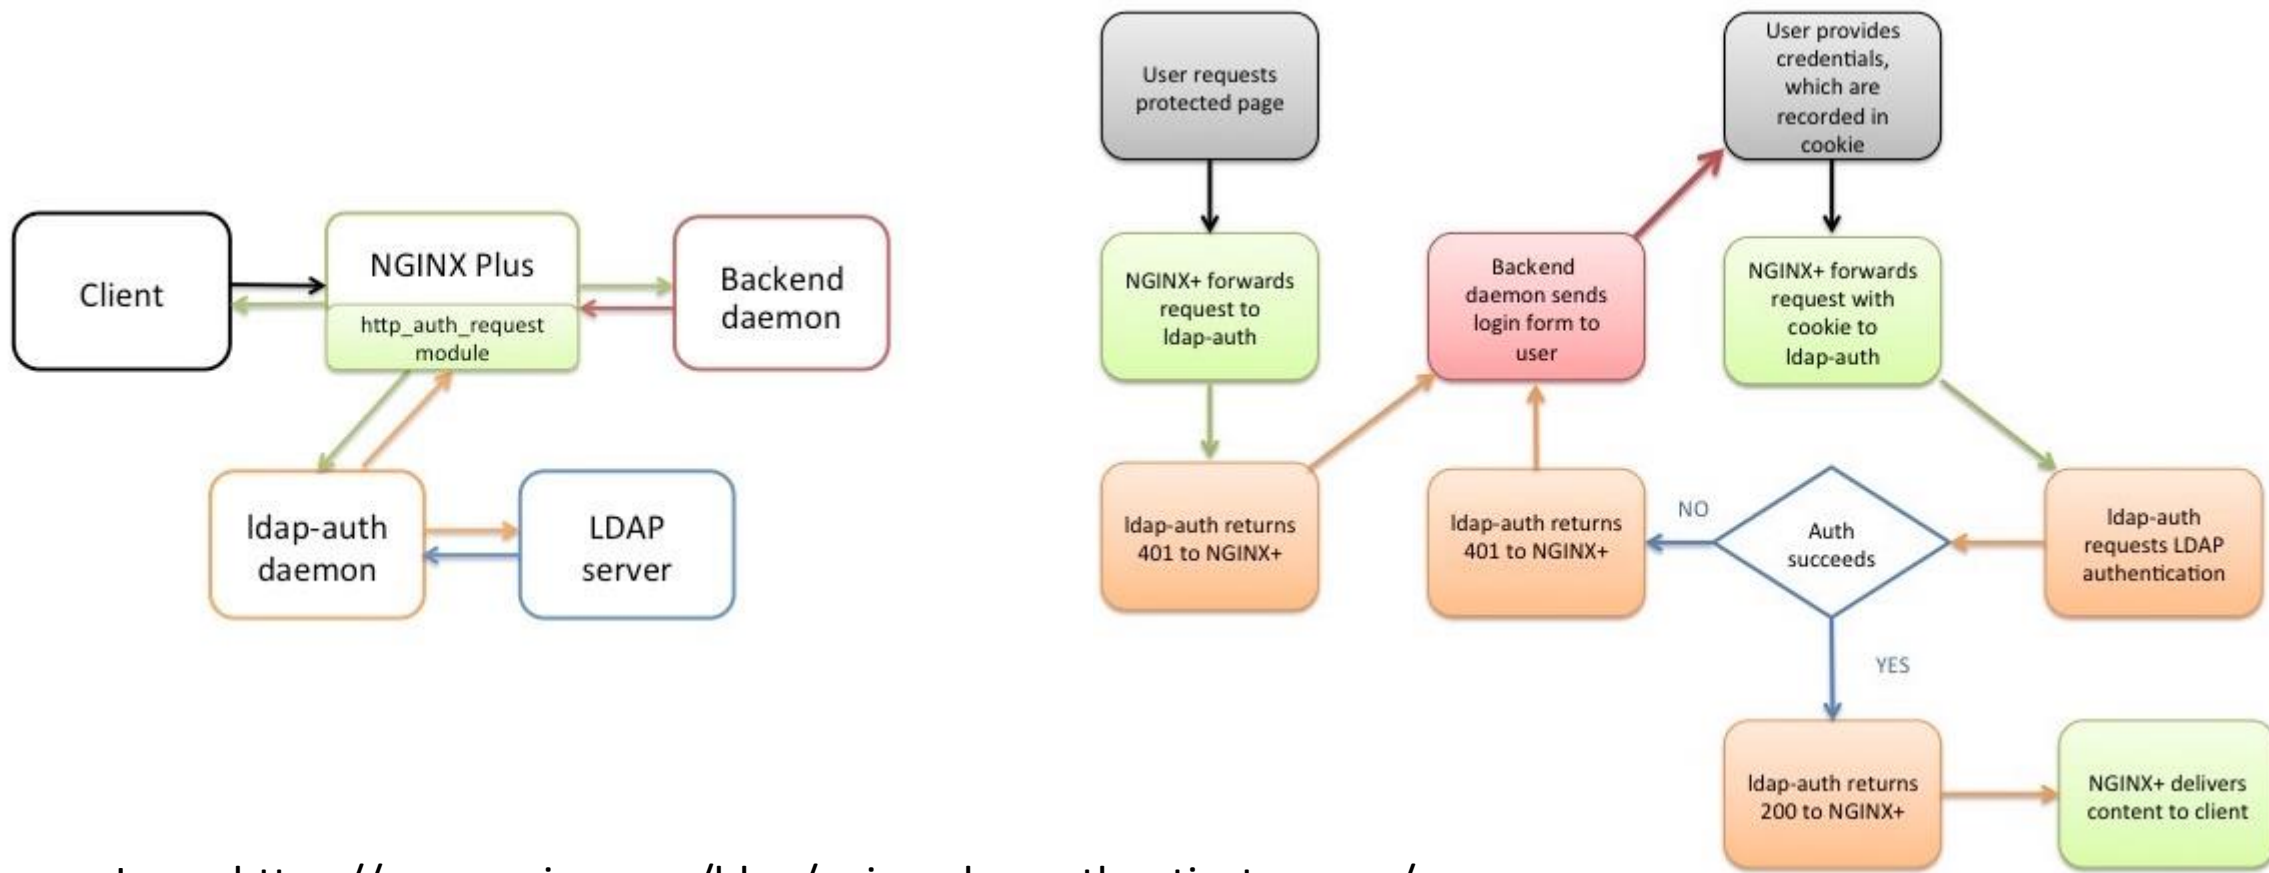 Client
NGINX Plus
http_auth_request
module
Backend
daemon
ldap-auth
daemon
LDAP
server
User requests
protected page
NGINX+ forwards
request to
ldap-auth
ldap-auth returns
401 to NGINX+
Backend
daemon sends
login form to
user
ldap-auth returns
401 to NGINX+
User provides
credentials,
which are
recorded in
cookie
NGINX+ forwards
request with
cookie to
ldap-auth
ldap-auth
requests LDAP
authentication
Auth
succeeds
NO
YES
ldap-auth returns
200 to NGINX+
NGINX+ delivers
content to client